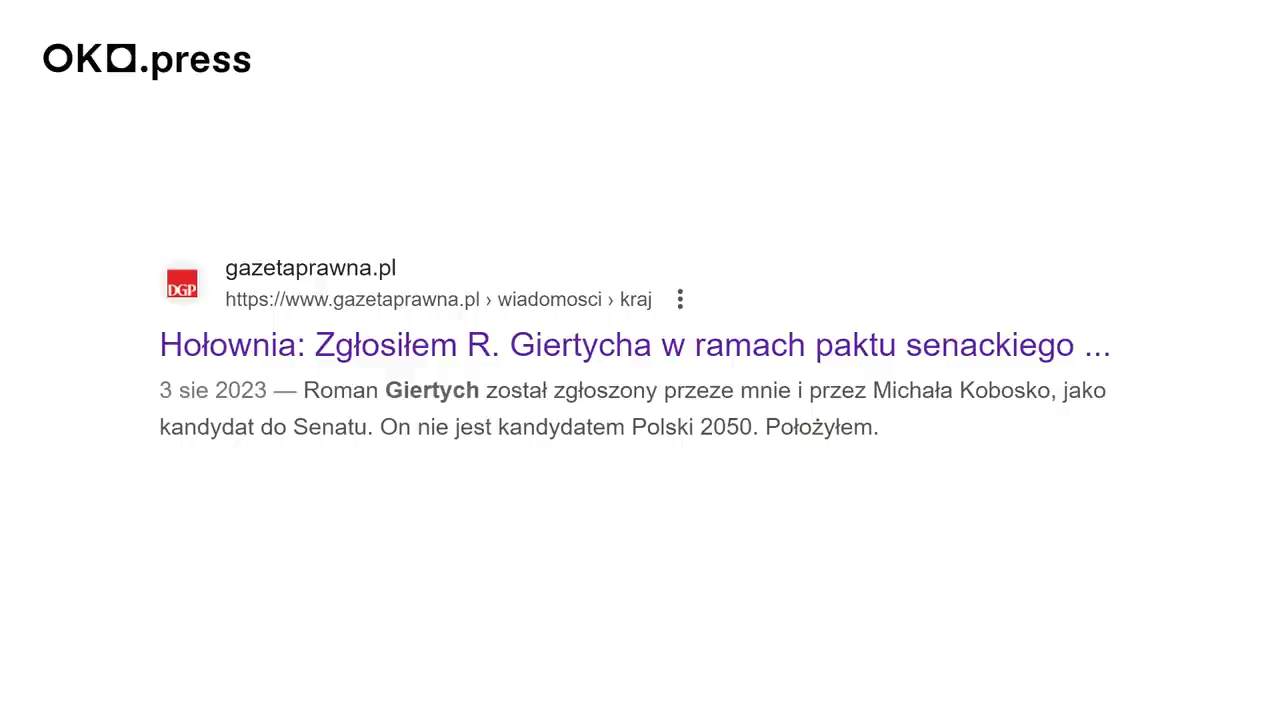 OKO.press
gazetaprawna.pl
https://www.gazetaprawna.pl › wiadomosci › kraj
DGP
Hołownia: Zgłosiłem R. Giertycha w ramach paktu senackiego ...
3 sie 2023 — Roman Giertych został zgłoszony przeze mnie i przez Michała Kobosko, jako
kandydat do Senatu. On nie jest kandydatem Polski 2050. Położyłem.